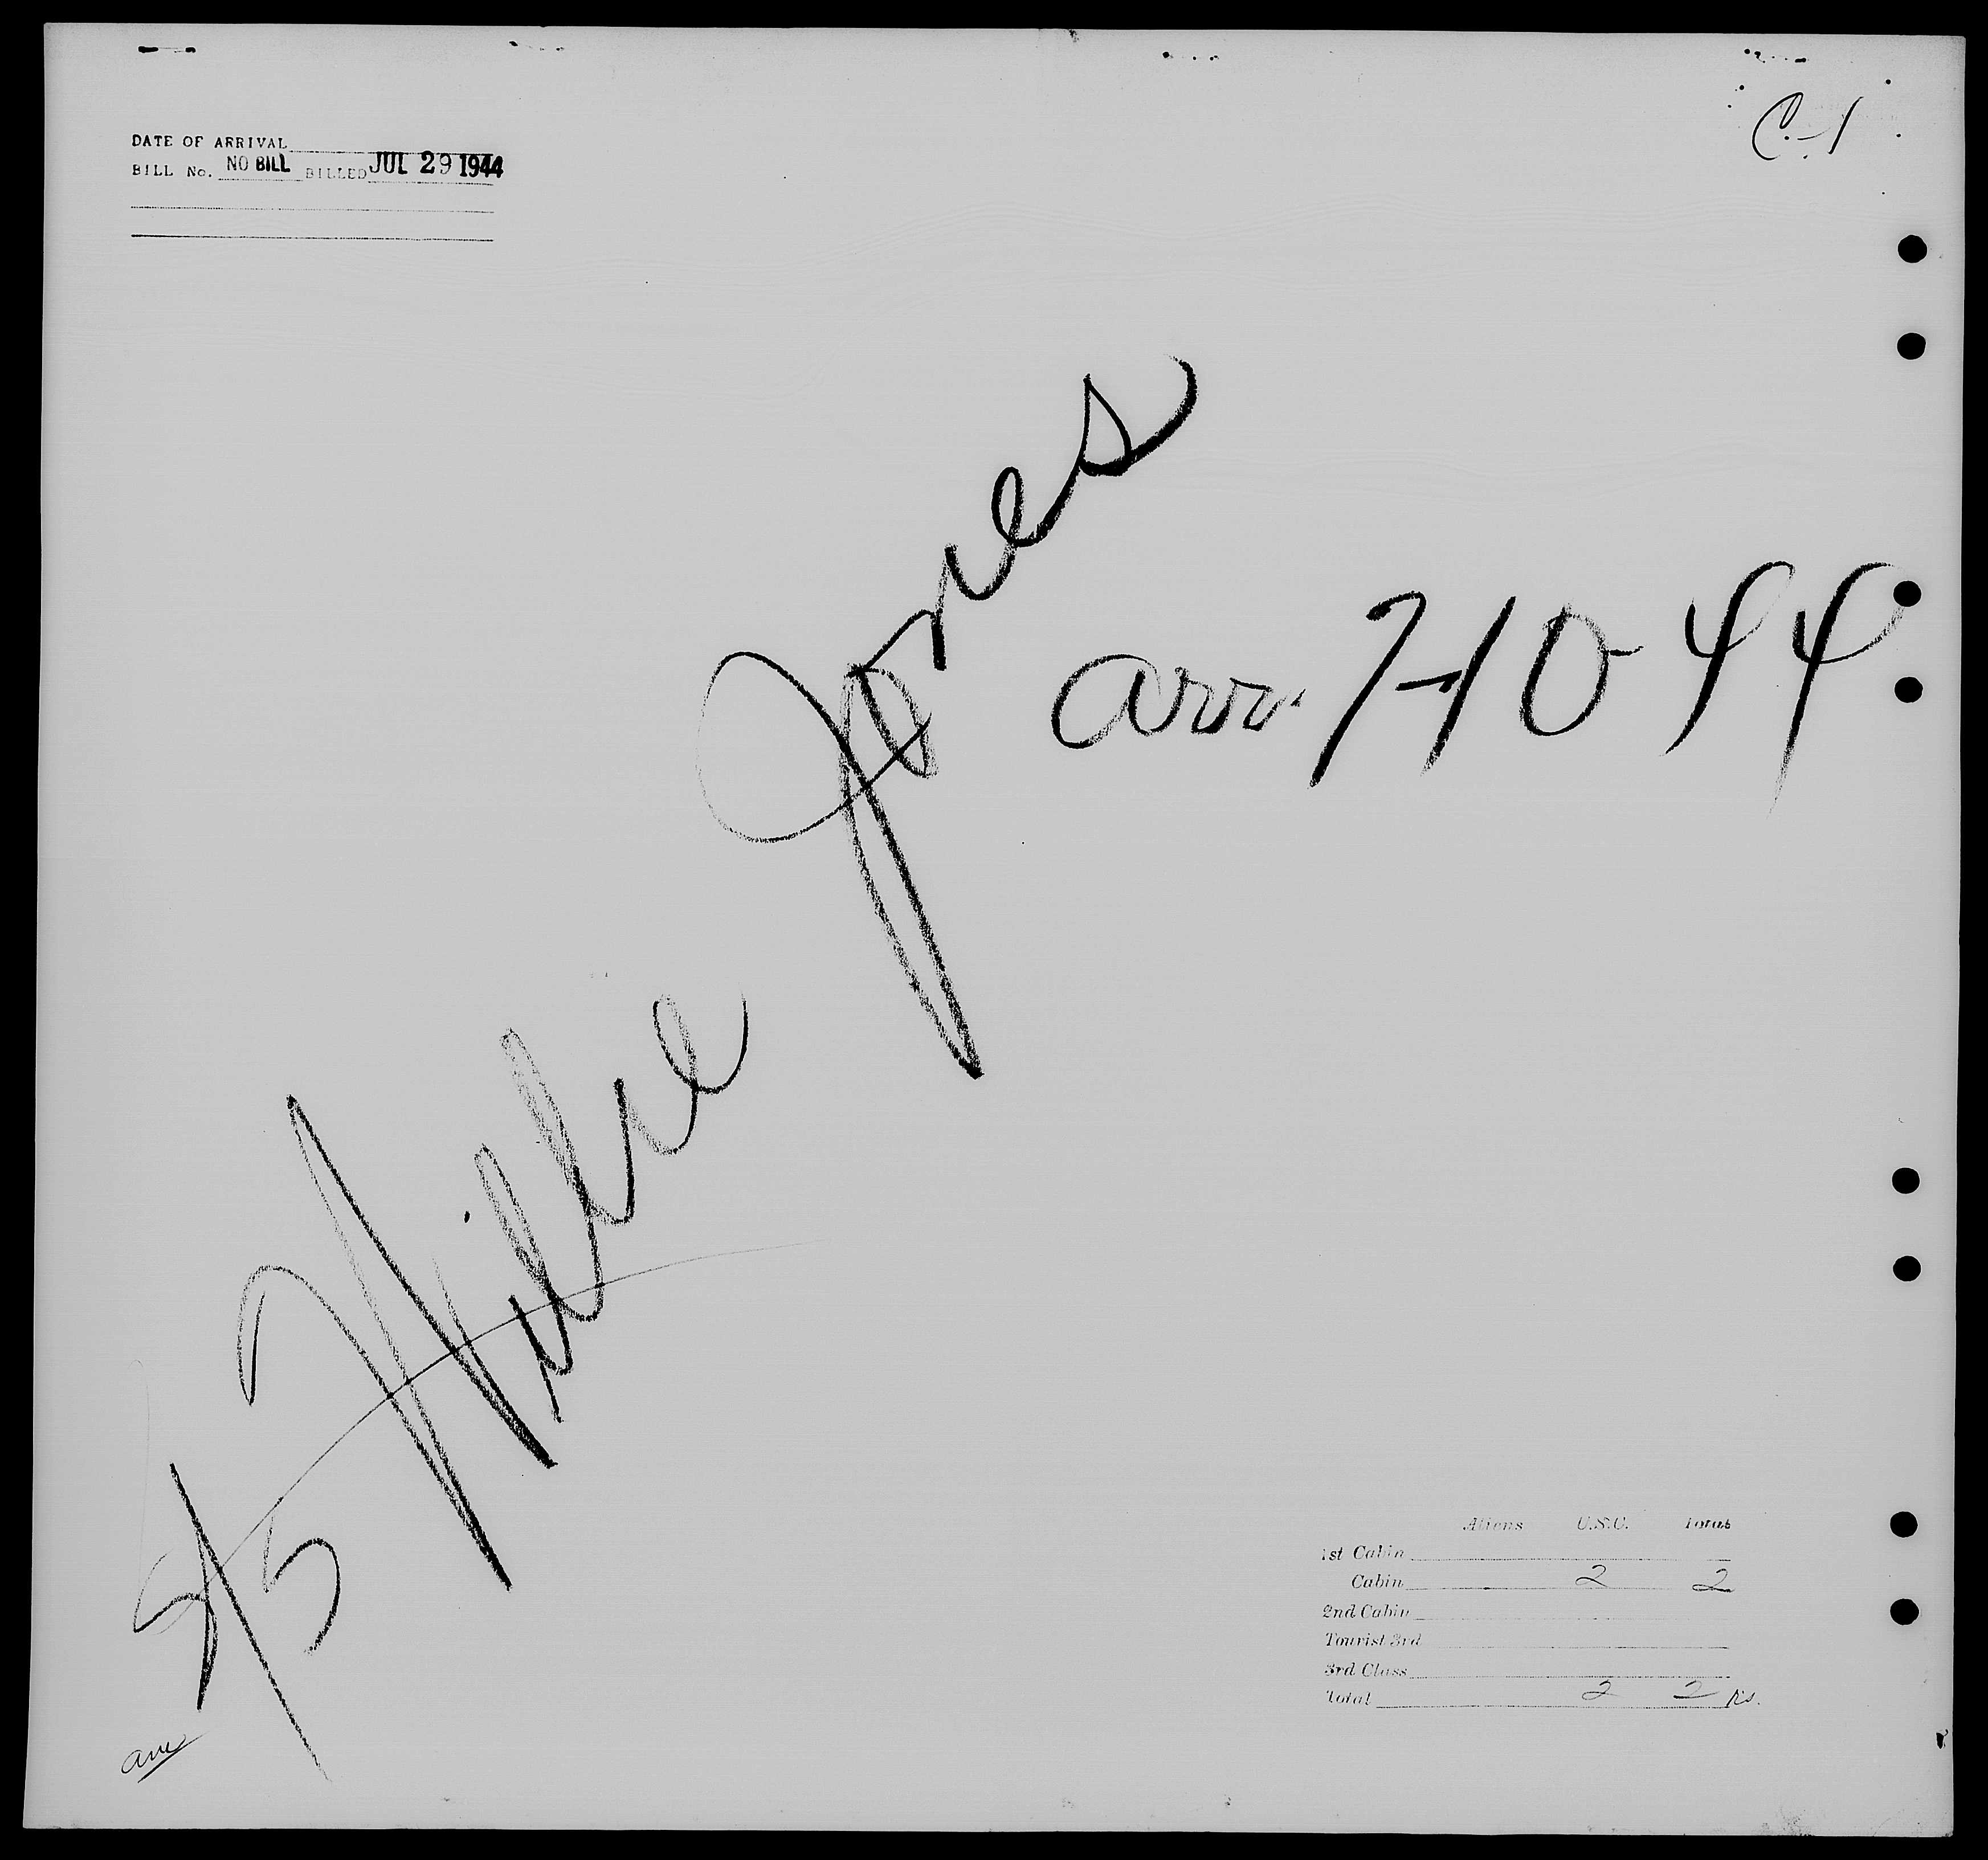 C-1
DATE OF ARRIVAL
BILL No. NO BILL BILLED JUL 29 1944
S/S Willie Jones
arr. 7-10 44
Aliens U.S.C. Total
1st Cabin
Cabin 2 2
2nd Cabin
Tourist 3rd
3rd Class
Total 2 2